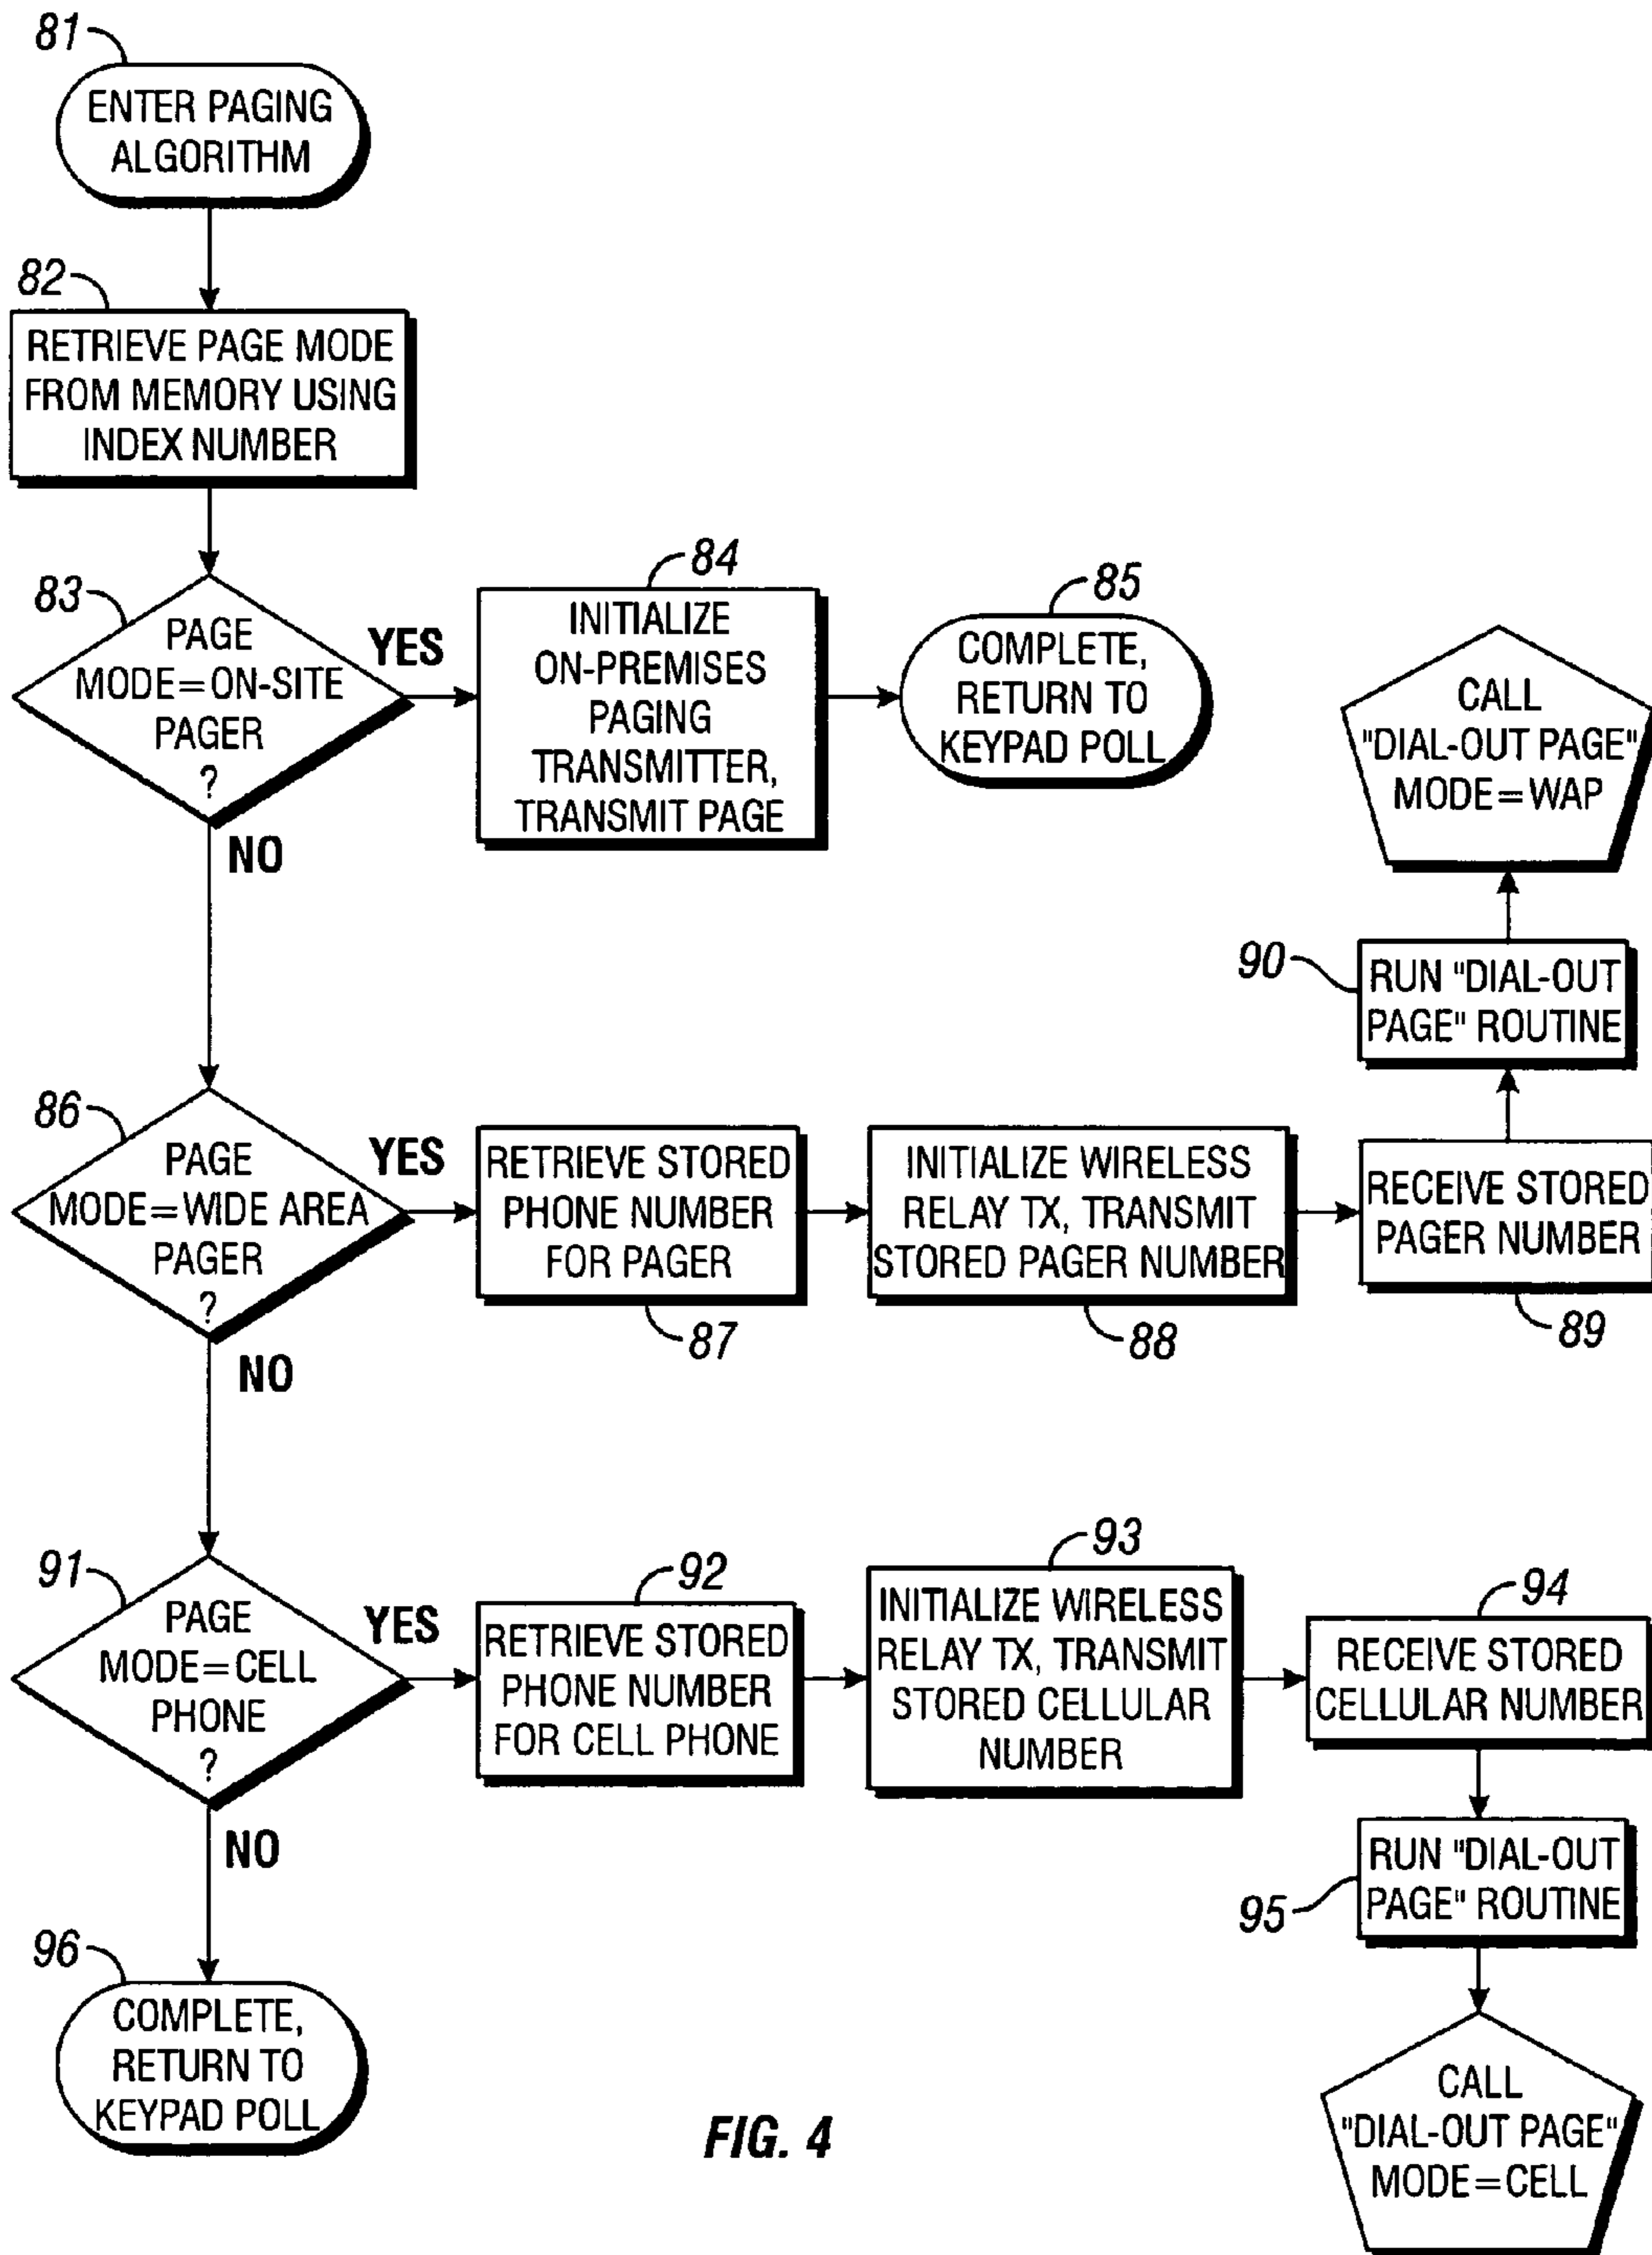 81
ENTER PAGING
ALGORITHM
82
RETRIEVE PAGE MODE
FROM MEMORY USING
INDEX NUMBER
83
PAGE
MODE=ON-SITE
PAGER
?
YES
NO
84
INITIALIZE
ON-PREMISES
PAGING
TRANSMITTER,
TRANSMIT PAGE
85
COMPLETE,
RETURN TO
KEYPAD POLL
86
PAGE
MODE=WIDE AREA
PAGER
?
YES
NO
RETRIEVE STORED
PHONE NUMBER
FOR PAGER
87
INITIALIZE WIRELESS
RELAY TX, TRANSMIT
STORED PAGER NUMBER
88
RECEIVE STORED
PAGER NUMBER
89
90
RUN "DIAL-OUT
PAGE" ROUTINE
CALL
"DIAL-OUT PAGE"
MODE=WAP
91
PAGE
MODE=CELL
PHONE
?
YES
NO
92
RETRIEVE STORED
PHONE NUMBER
FOR CELL PHONE
93
INITIALIZE WIRELESS
RELAY TX, TRANSMIT
STORED CELLULAR
NUMBER
94
RECEIVE STORED
CELLULAR NUMBER
95
RUN "DIAL-OUT
PAGE" ROUTINE
CALL
"DIAL-OUT PAGE"
MODE=CELL
96
COMPLETE,
RETURN TO
KEYPAD POLL
FIG. 4